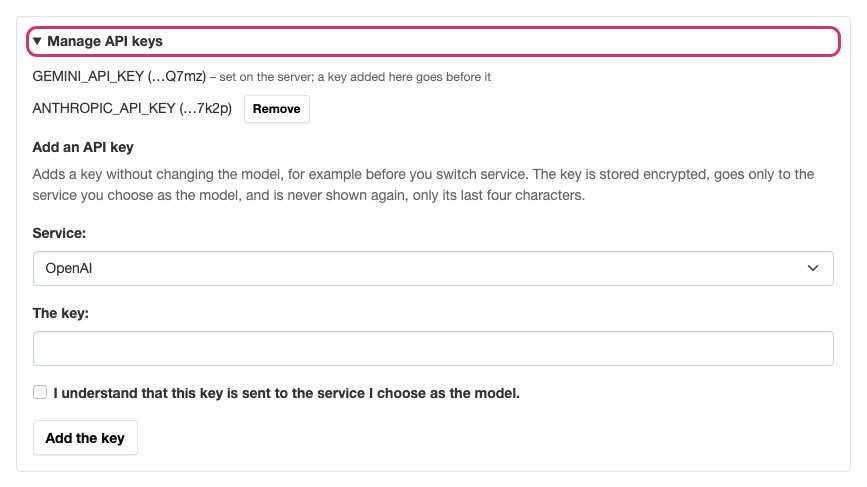 Manage API keys
GEMINI_API_KEY (…Q7mz) – set on the server; a key added here goes before it
ANTHROPIC_API_KEY (…7k2p) Remove
Add an API key
Adds a key without changing the model, for example before you switch service. The key is stored encrypted, goes only to the
service you choose as the model, and is never shown again, only its last four characters.
Service:
OpenAI
The key:
I understand that this key is sent to the service I choose as the model.
Add the key